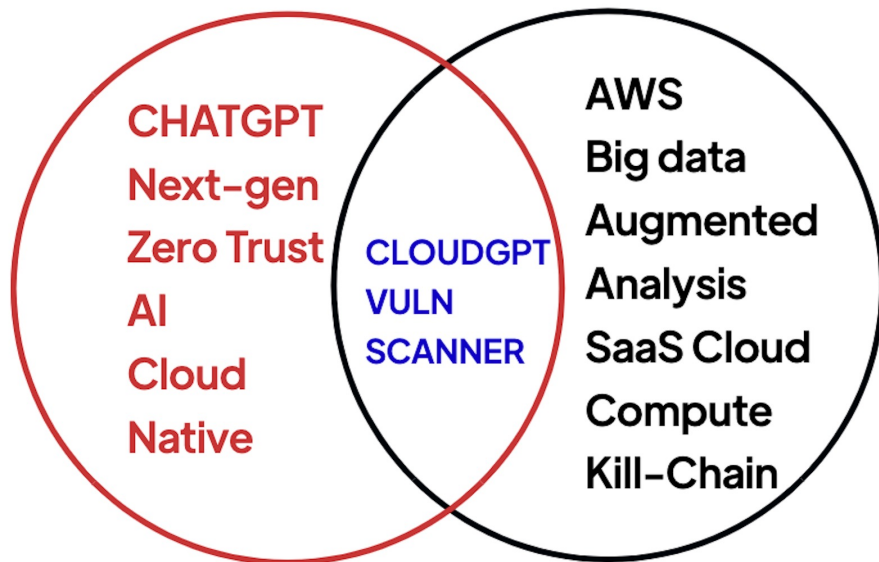 CHATGPT
Next-gen
Zero Trust
AI
Cloud
Native
CLOUDGPT
VULN
SCANNER
AWS
Big data
Augmented
Analysis
SaaS Cloud
Compute
Kill-Chain